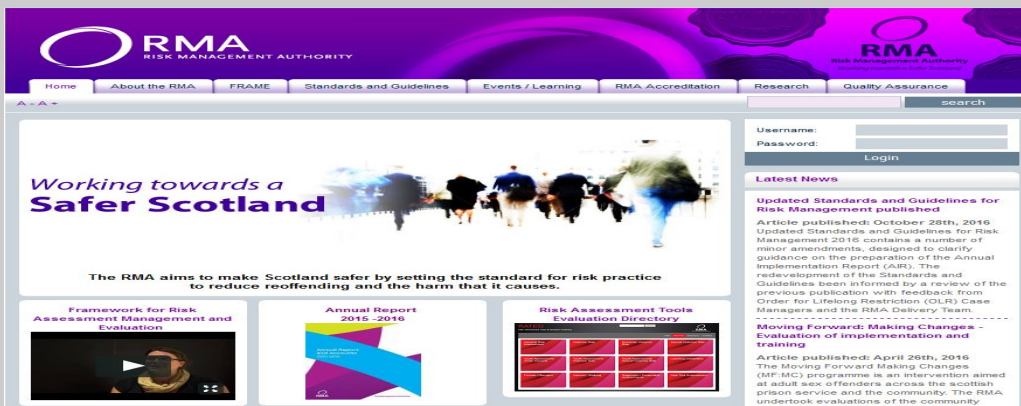 RMA
RISK MANAGEMENT AUTHORITY
RMA
Risk Management Authority
Home
About the RMA
FRAME
Standards and Guidelines
Events / Learning
RMA Accreditation
Research
Quality Assurance
A - A +
search
Working towards a
Safer Scotland
The RMA aims to make Scotland safer by setting the standard for risk practice
to reduce reoffending and the harm that it causes.
Framework for Risk
Assessment Management and
Evaluation
Annual Report
2015 -2016
Annual Report
Risk Assessment Tools
Evaluation Directory
Username:
Password:
Login
Latest News
Updated Standards and Guidelines for
Risk Management published
Article published: October 28th, 2016
Updated Standards and Guidelines for Risk
Management 2016 contains a number of
minor amendments, designed to clarify
guidance on the preparation of the Annual
Implementation Report (AIR). The
redevelopment of the Standards and
Guidelines been informed by a review of the
previous publication with feedback from
Order for Lifelong Restriction (OLR) Case
Managers and the RMA Delivery Team.
Moving Forward: Making Changes -
Evaluation of implementation and
training
Article published: April 26th, 2016
The Moving Forward Making Changes
(MF:MC) programme is an intervention aimed
at adult sex offenders across the scottish
prison service and the community. The RMA
undertook evaluations of the community